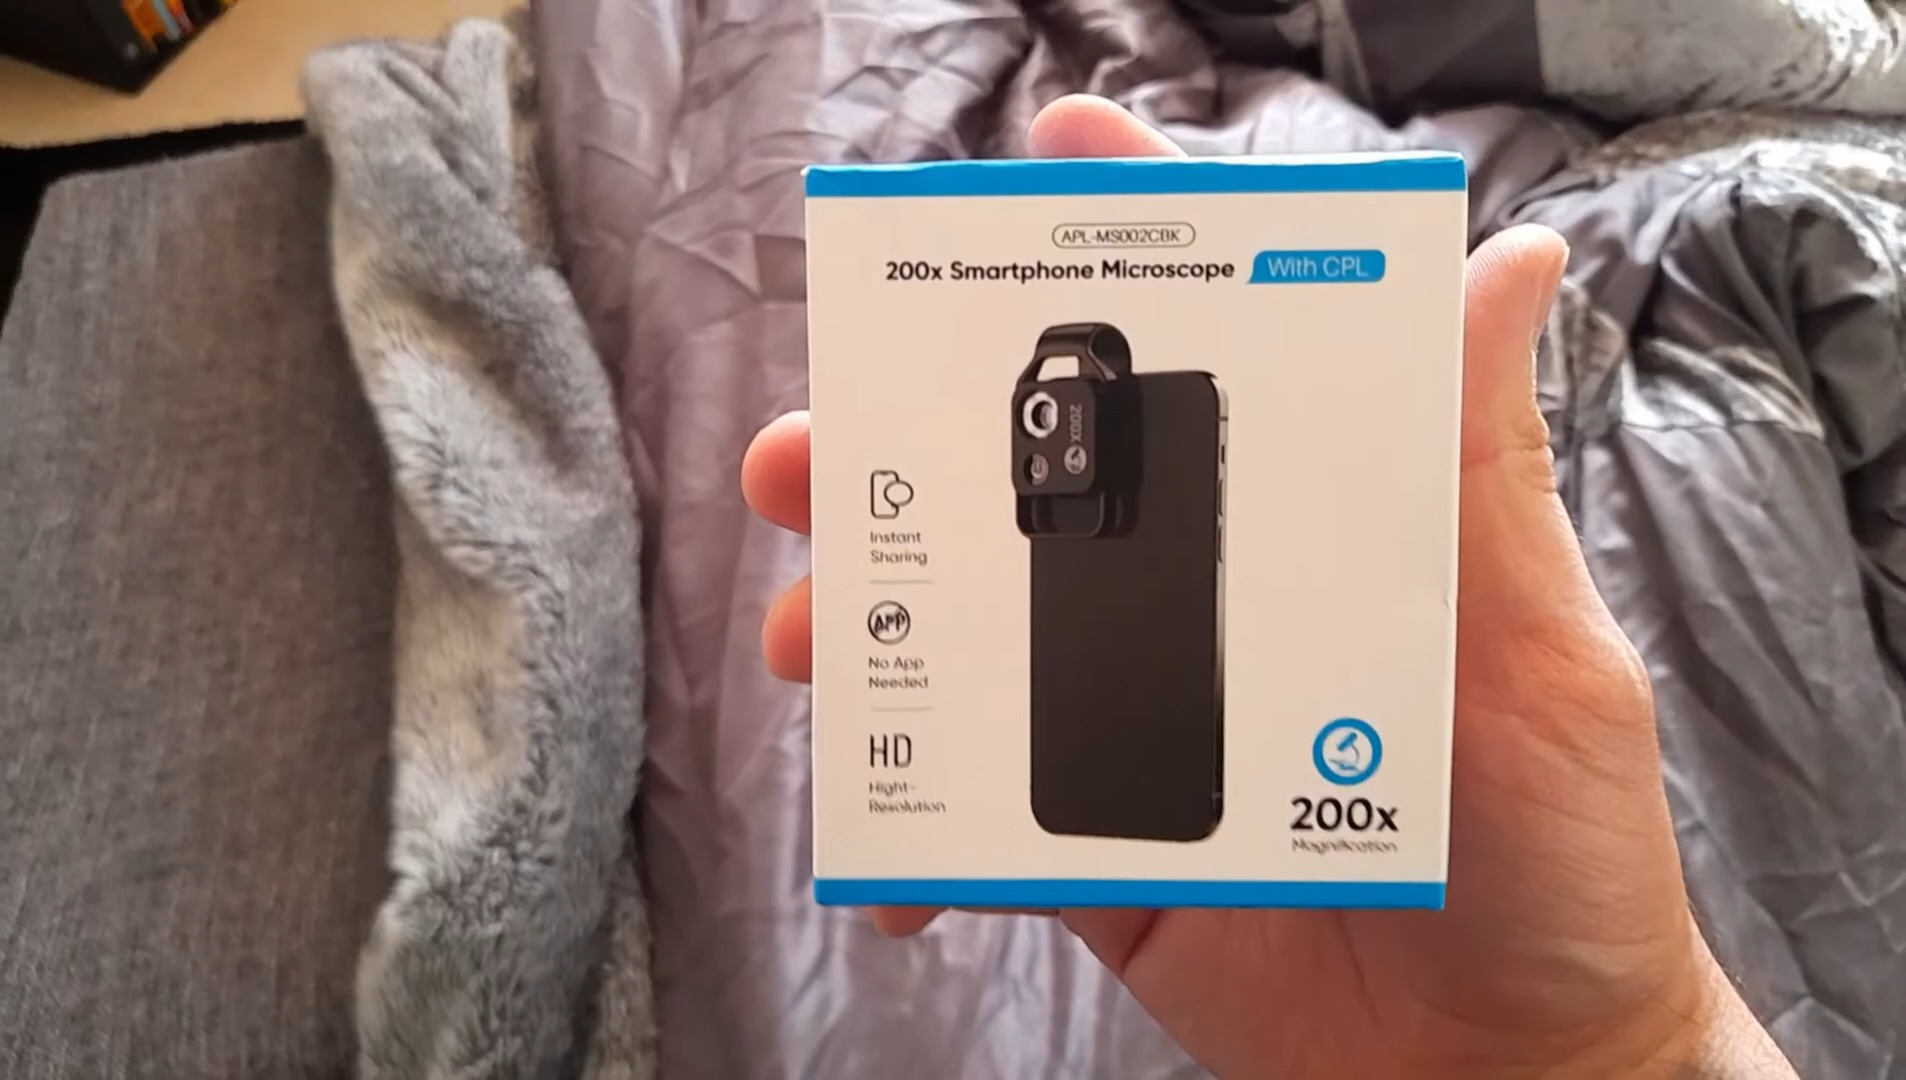 APL-MS002CBK
200x Smartphone Microscope With CPL
200x
Instant
Sharing
APP
No App
Needed
HD
Hight-
Resolution
200x
Magnification